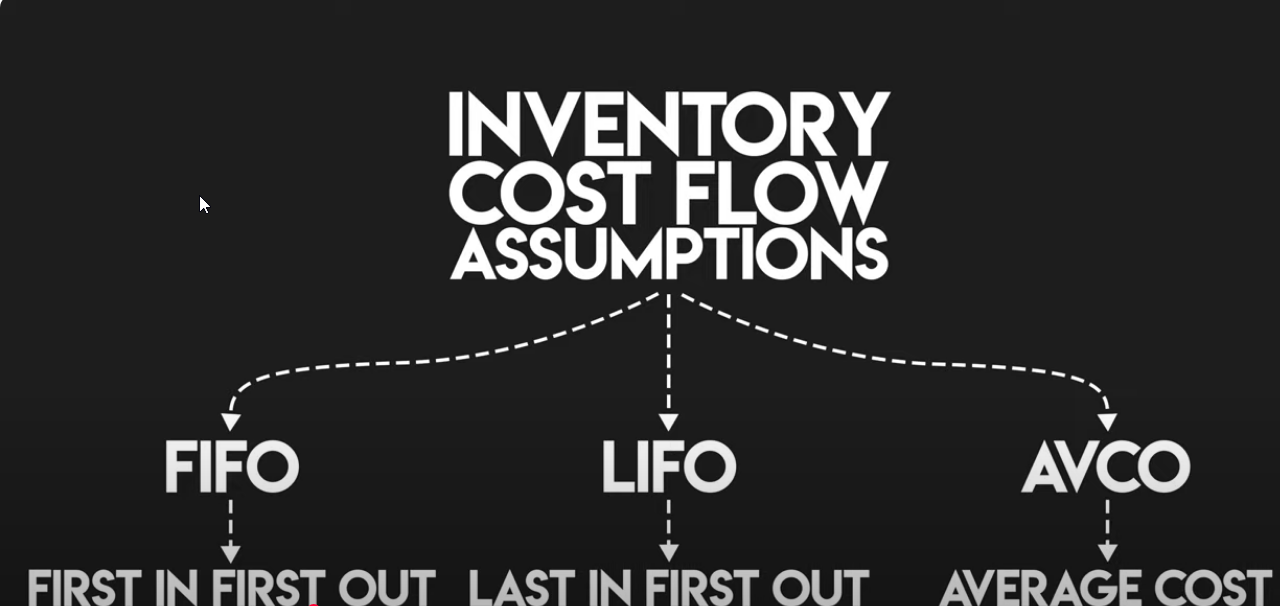 INVENTORY
COST FLOW
ASSUMPTIONS
FIFO
LIFO
AVCO
FIRST IN FIRST OUT
LAST IN FIRST OUT
AVERAGE COST